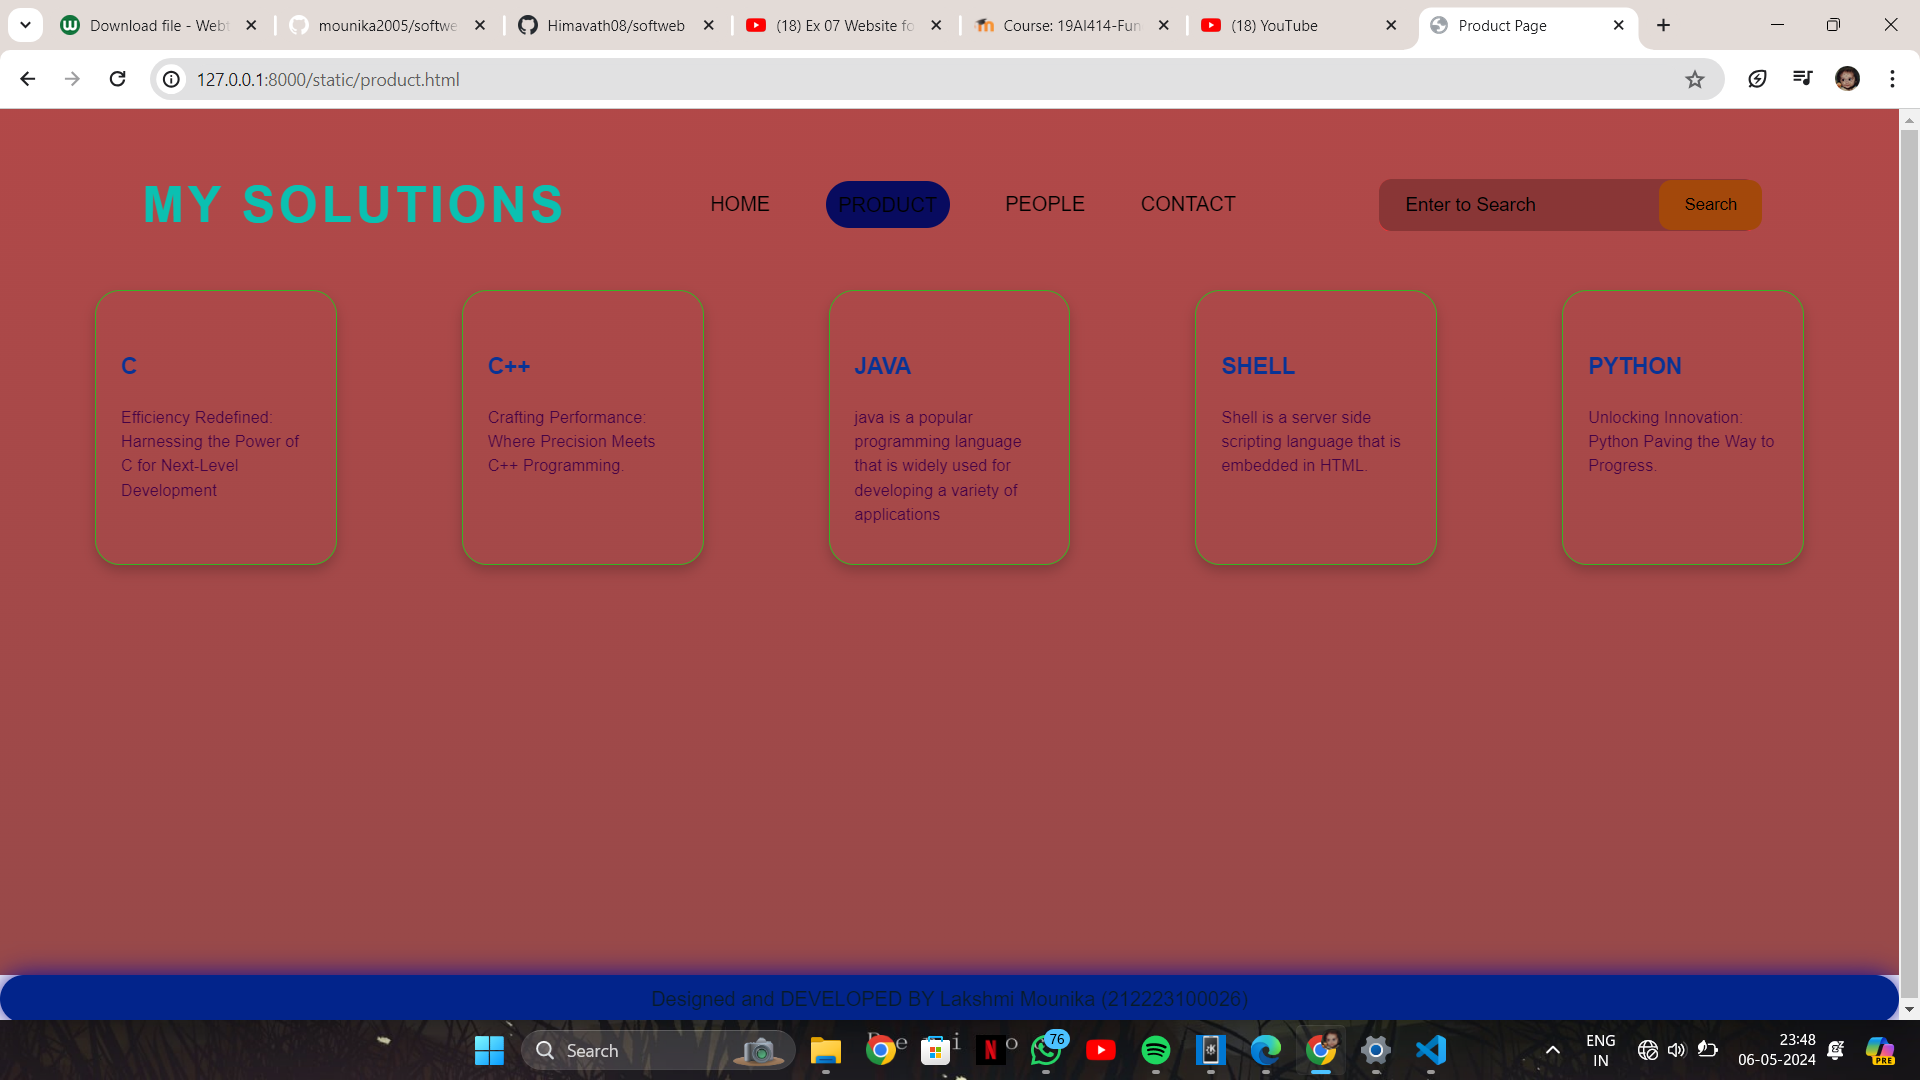 Download file - Webt
mounika2005/softwe
Himavath08/softweb
(18) Ex 07 Website fo
Course: 19AI414-Fun
(18) YouTube
Product Page
127.0.0.1:8000/static/product.html
MY SOLUTIONS
HOME
PRODUCT
PEOPLE
CONTACT
Enter to Search
Search
C
Efficiency Redefined:
Harnessing the Power of
C for Next-Level
Development
C++
Crafting Performance:
Where Precision Meets
C++ Programming.
JAVA
java is a popular
programming language
that is widely used for
developing a variety of
applications
SHELL
Shell is a server side
scripting language that is
embedded in HTML.
PYTHON
Unlocking Innovation:
Python Paving the Way to
Progress.
Designed and DEVELOPED BY Lakshmi Mounika (212223100026)
Search
76
ENG
IN
23:48
06-05-2024
PRE